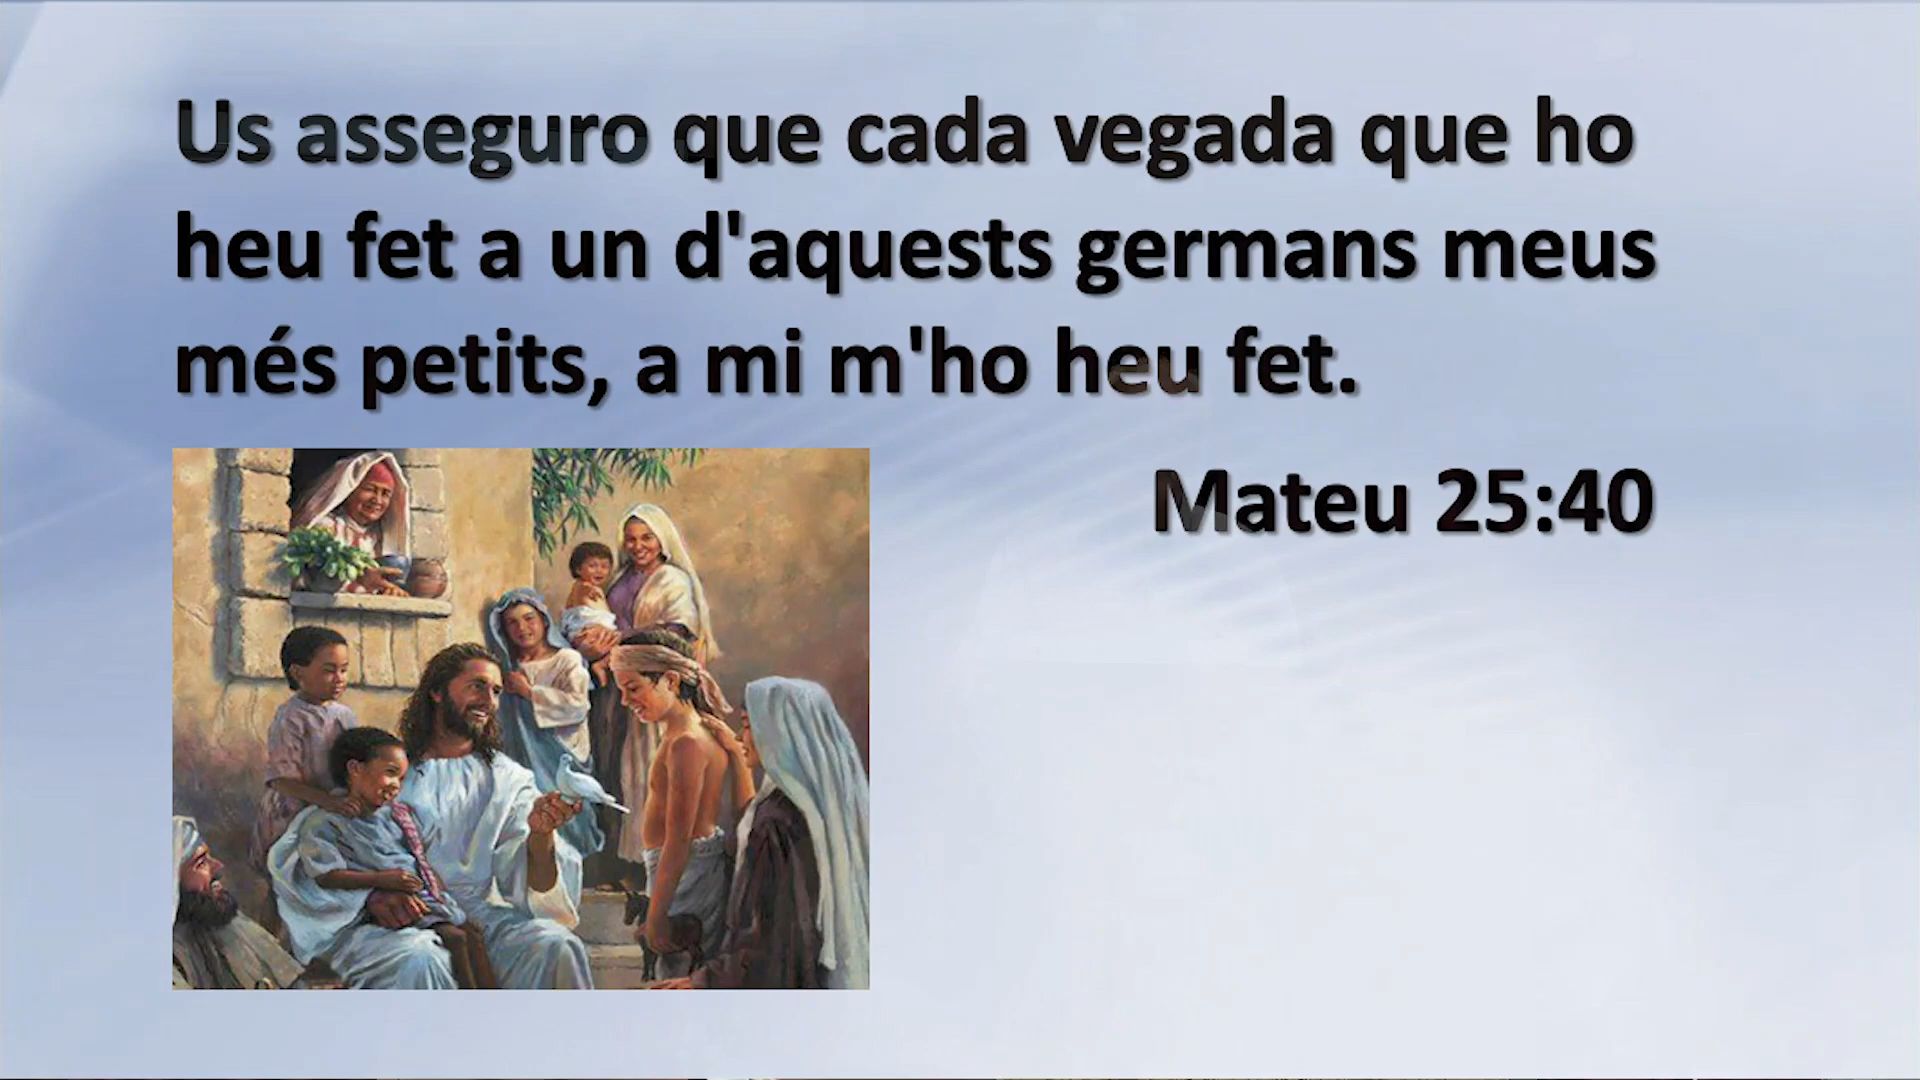 Us asseguro que cada vegada que ho
heu fet a un d'aquests germans meus
més petits, a mi m'ho heu fet.
Mateu 25:40